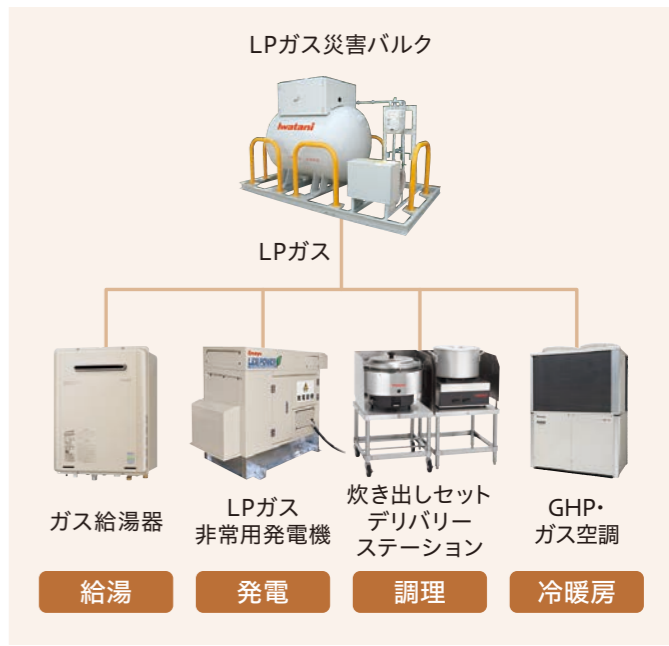 LPガス災害バルク
Iwatani
LPガス
ガス給湯器
LPガス
非常用発電機
炊き出しセット
デリバリー
ステーション
GHP・
ガス空調
給湯
発電
調理
冷暖房